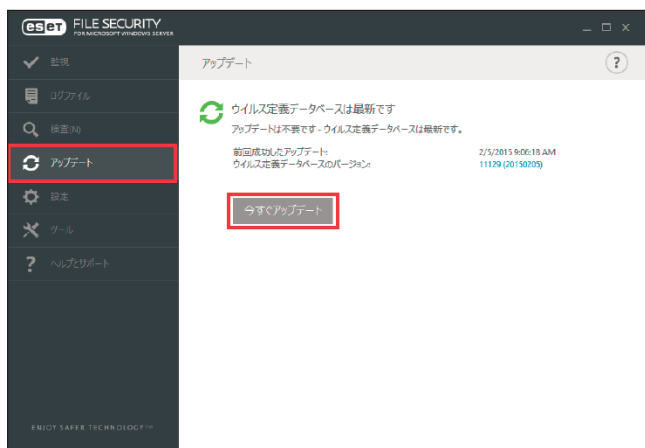 eset FILE SECURITY
FOR MICROSOFT WINDOWS SERVER
監視
アップデート
?
ログファイル
ウイルス定義データベースは最新です
検査(N)
アップデートは不要です - ウイルス定義データベースは最新です。
アップデート
前回成功したアップデート: 2/5/2015 9:06:18 AM
ウイルス定義データベースのバージョン: 11129 (20150205)
設定
今すぐアップデート
ツール
? ヘルプとサポート
ENJOY SAFER TECHNOLOGY™